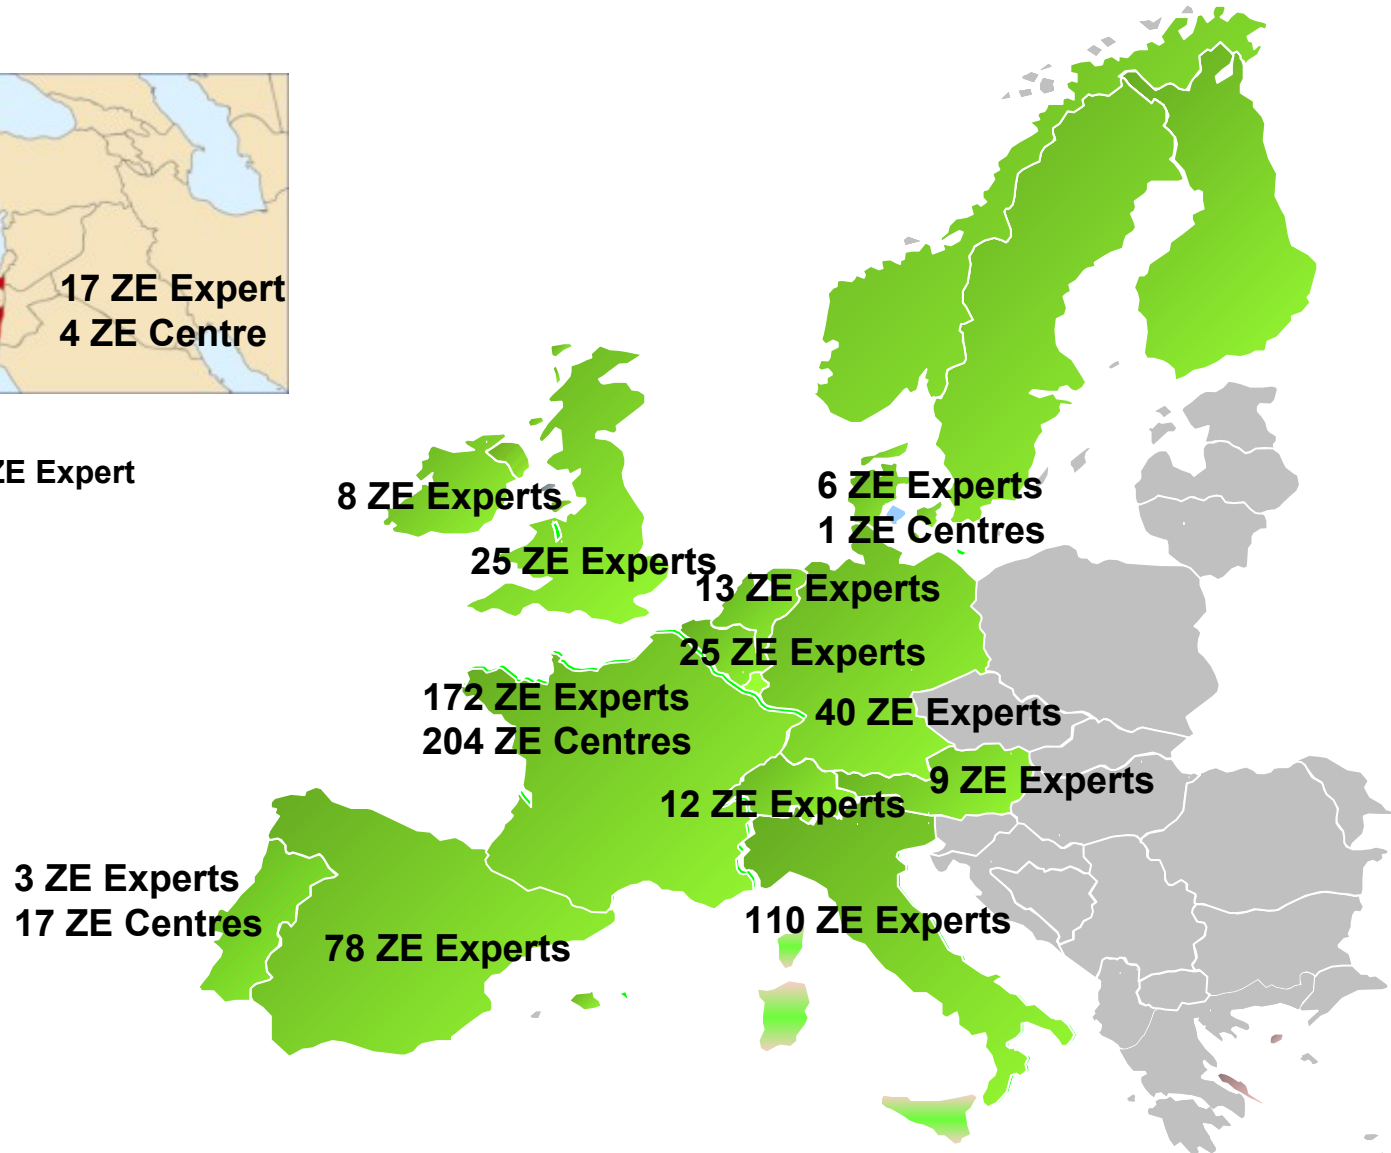 17 ZE Expert
4 ZE Centre
ZE Expert
8 ZE Experts
6 ZE Experts
1 ZE Centres
25 ZE Experts
13 ZE Experts
25 ZE Experts
172 ZE Experts
204 ZE Centres
40 ZE Experts
9 ZE Experts
12 ZE Experts
3 ZE Experts
17 ZE Centres
110 ZE Experts
78 ZE Experts